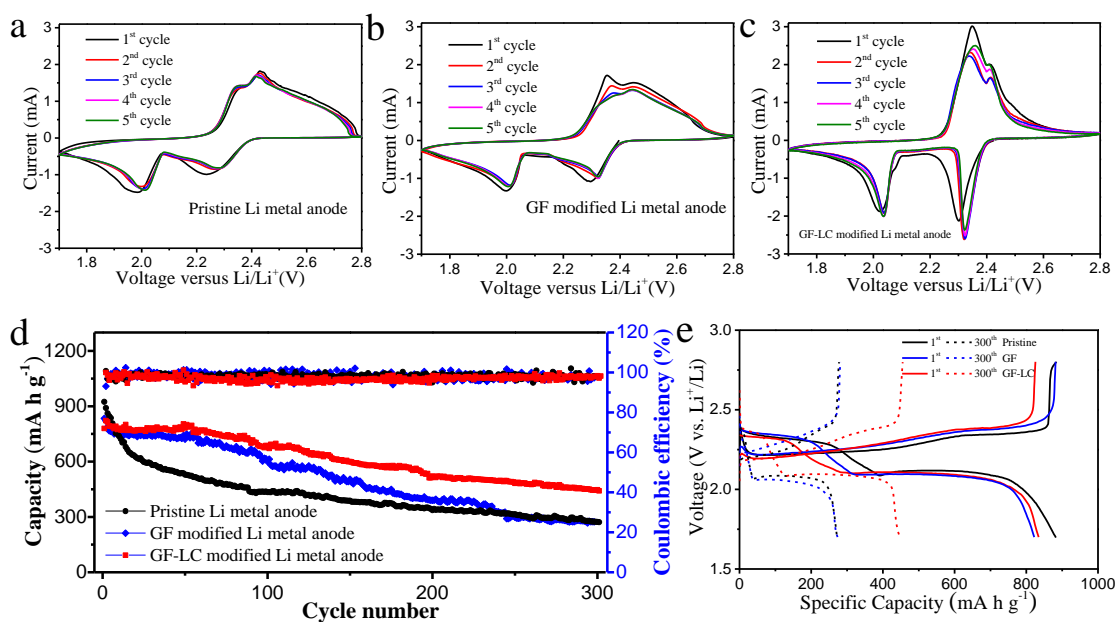 a
3
2
1
0
-1
-2
-3
Current (mA)
1st cycle
2nd cycle
3rd cycle
4th cycle
5th cycle
Pristine Li metal anode
1.8 2.0 2.2 2.4 2.6 2.8
Voltage versus Li/Li+(V)
b
3
2
1
0
-1
-2
-3
Current (mA)
1st cycle
2nd cycle
3rd cycle
4th cycle
5th cycle
GF modified Li metal anode
1.8 2.0 2.2 2.4 2.6 2.8
Voltage versus Li/Li+(V)
c
3
2
1
0
-1
-2
-3
Current (mA)
1st cycle
2nd cycle
3rd cycle
4th cycle
5th cycle
GF-LC modified Li metal anode
1.8 2.0 2.2 2.4 2.6 2.8
Voltage versus Li/Li+(V)
d
1200
900
600
300
0
Capacity (mA h g-1)
Pristine Li metal anode
GF modified Li metal anode
GF-LC modified Li metal anode
120
100
80
60
40
20
0
Coulombic efficiency (%)
0 100 200 300
Cycle number
e
3.0
2.5
2.0
1.5
Voltage (V vs. Li+/Li)
1st 300th Pristine
1st 300th GF
1st 300th GF-LC
0 200 400 600 800 1000
Specific Capacity (mA h g-1)